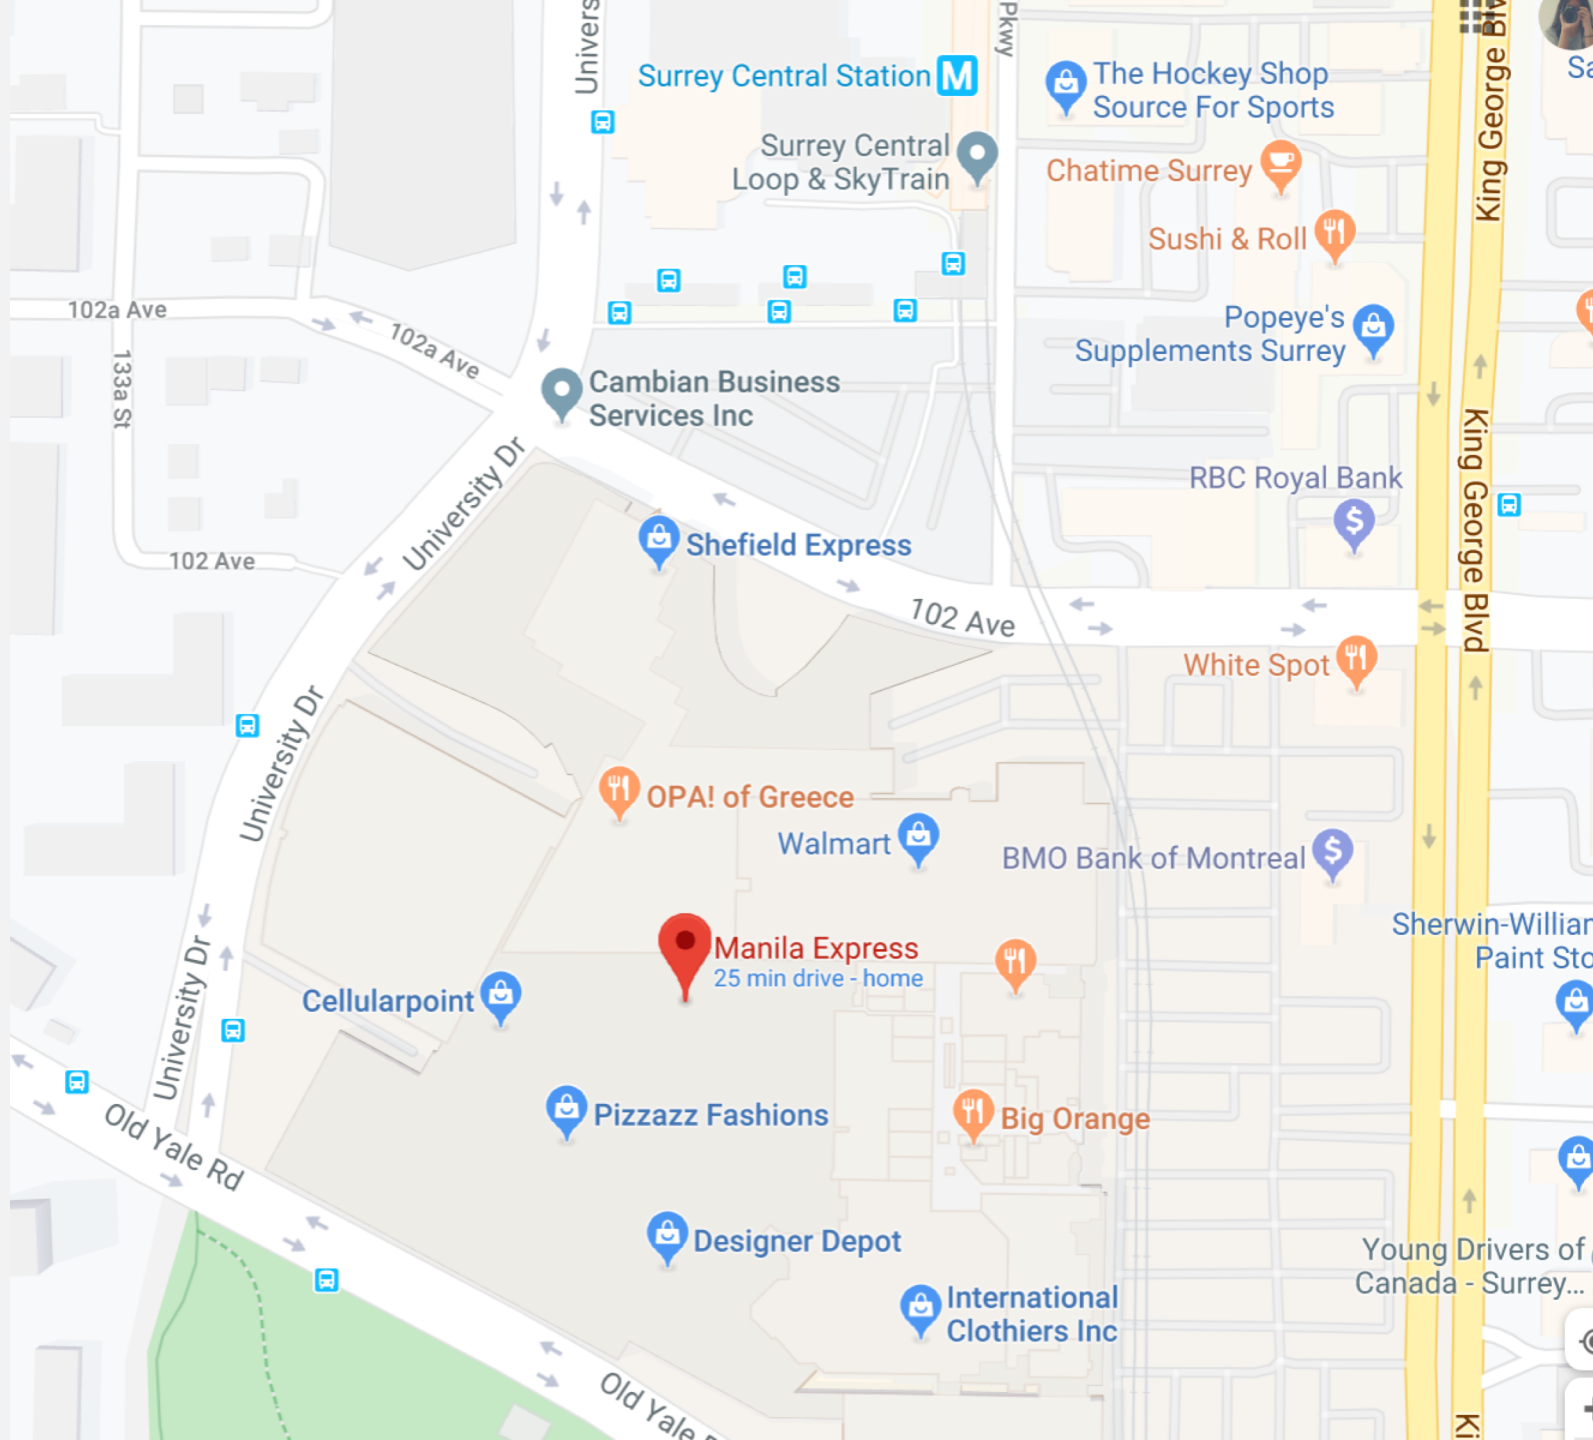 Univers
Pkwy
King George Blv
Sa
Surrey Central Station M
The Hockey Shop
Source For Sports
Surrey Central
Loop & SkyTrain
Chatime Surrey
Sushi & Roll
102a Ave
102a Ave
Popeye's
Supplements Surrey
133a St
Cambian Business
Services Inc
University Dr
King George Blvd
RBC Royal Bank
$
Shefield Express
102 Ave
102 Ave
White Spot
University Dr
OPA! of Greece
Walmart
BMO Bank of Montreal
$
Sherwin-William
Paint Sto
Manila Express
25 min drive - home
University Dr
Cellularpoint
Pizzazz Fashions
Big Orange
Old Yale Rd
Designer Depot
Young Drivers of
Canada - Surrey...
International
Clothiers Inc
Old Yale
Ki